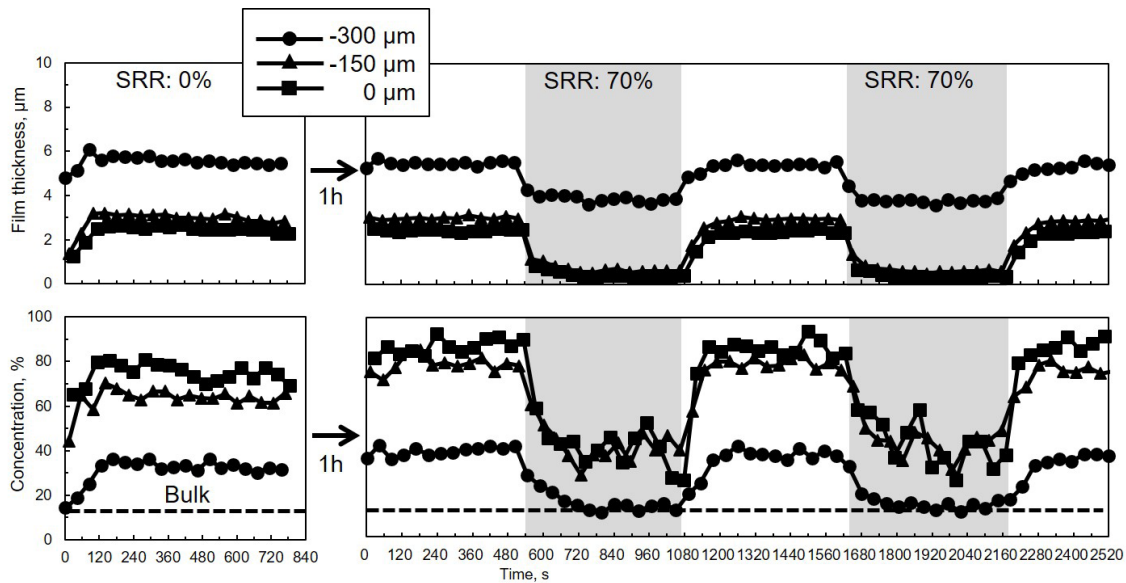 -300 µm
-150 µm
0 µm
SRR: 0%
SRR: 70%
SRR: 70%
Film thickness, µm
10
8
6
4
2
0
1h
Concentration, %
100
80
60
40
20
0
Bulk
1h
0 120 240 360 480 600 720 840
0 120 240 360 480 600 720 840 960 1080 1200 1320 1440 1560 1680 1800 1920 2040 2160 2280 2400 2520
Time, s